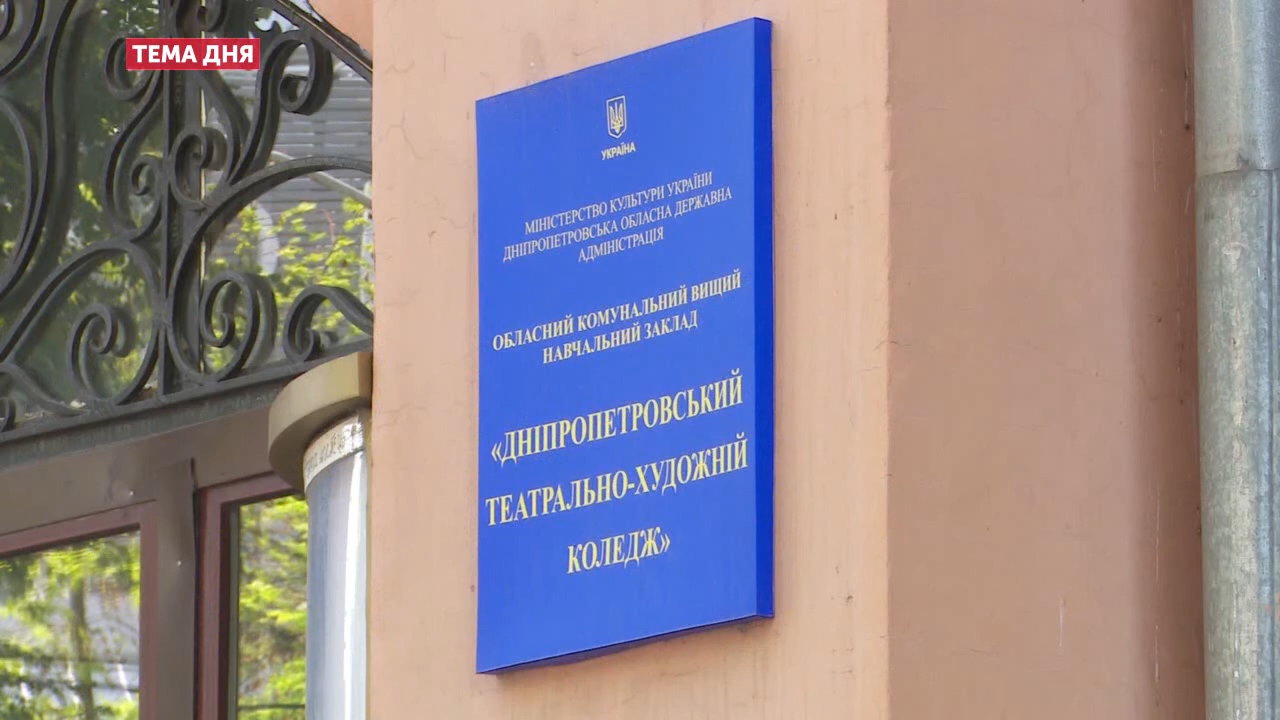 ТЕМА ДНЯ
УКРАЇНА
МІНІСТЕРСТВО КУЛЬТУРИ УКРАЇНИ
ДНІПРОПЕТРОВСЬКА ОБЛАСНА ДЕРЖАВНА
АДМІНІСТРАЦІЯ
ОБЛАСНИЙ КОМУНАЛЬНИЙ ВИЩИЙ
НАВЧАЛЬНИЙ ЗАКЛАД
«ДНІПРОПЕТРОВСЬКИЙ
ТЕАТРАЛЬНО-ХУДОЖНІЙ
КОЛЕДЖ»